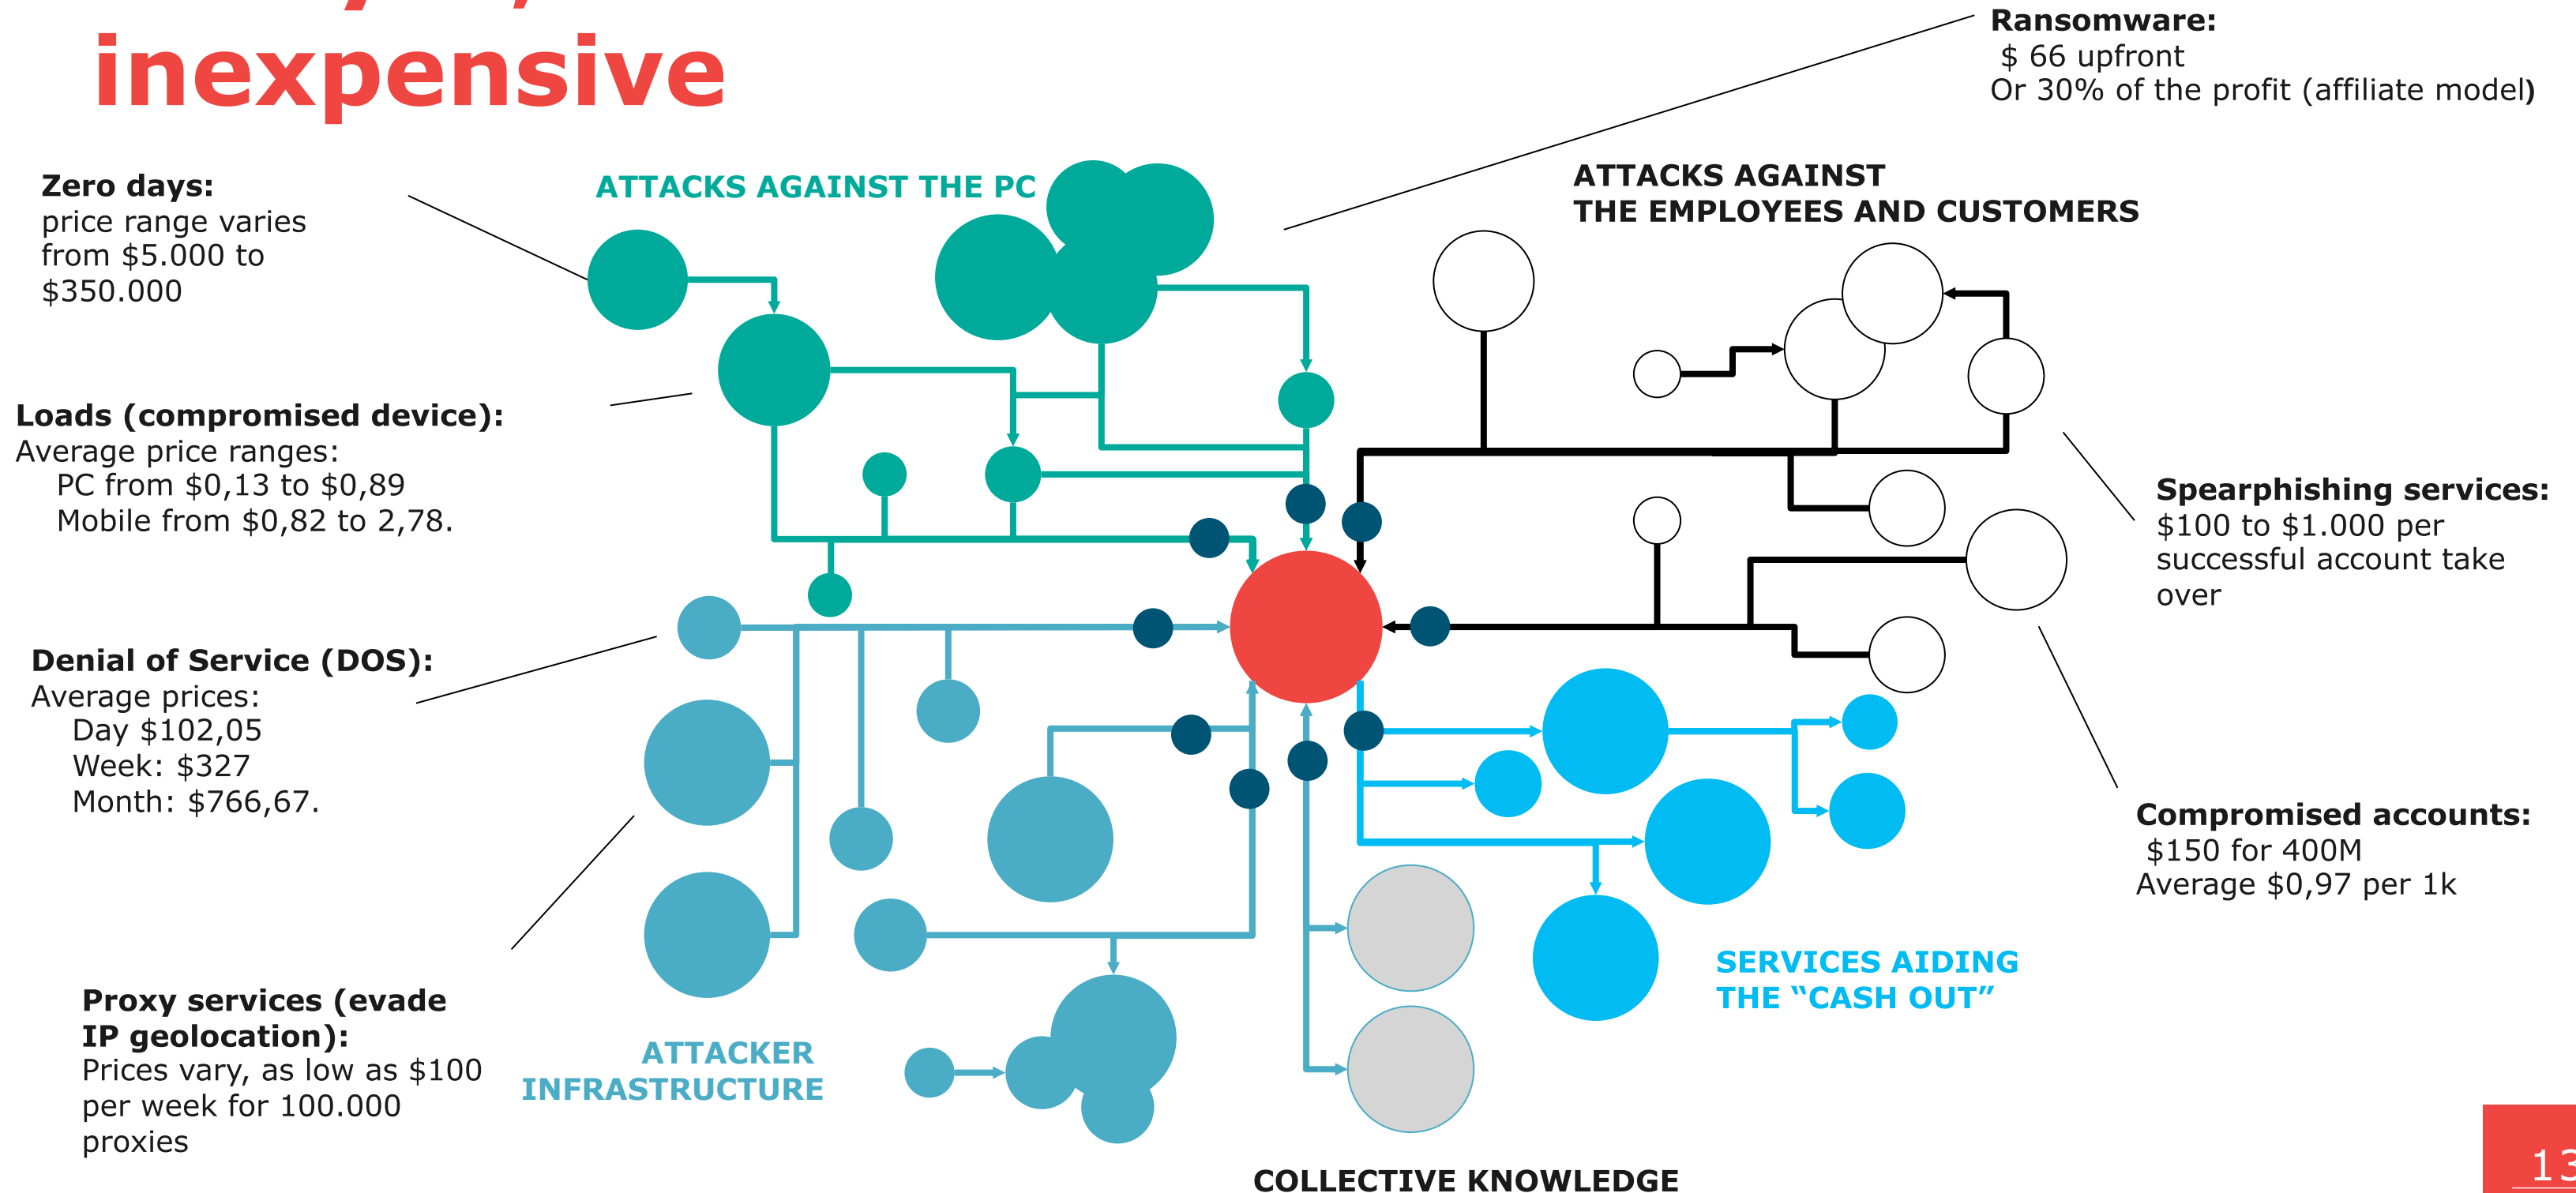 inexpensive
Ransomware:
$ 66 upfront
Or 30% of the profit (affiliate model)
Zero days:
price range varies
from $5.000 to
$350.000
ATTACKS AGAINST THE PC
ATTACKS AGAINST
THE EMPLOYEES AND CUSTOMERS
Loads (compromised device):
Average price ranges:
PC from $0,13 to $0,89
Mobile from $0,82 to 2,78.
Spearphishing services:
$100 to $1.000 per
successful account take
over
Denial of Service (DOS):
Average prices:
Day $102,05
Week: $327
Month: $766,67.
Compromised accounts:
$150 for 400M
Average $0,97 per 1k
SERVICES AIDING
THE “CASH OUT”
Proxy services (evade
IP geolocation):
Prices vary, as low as $100
per week for 100.000
proxies
ATTACKER
INFRASTRUCTURE
COLLECTIVE KNOWLEDGE
13